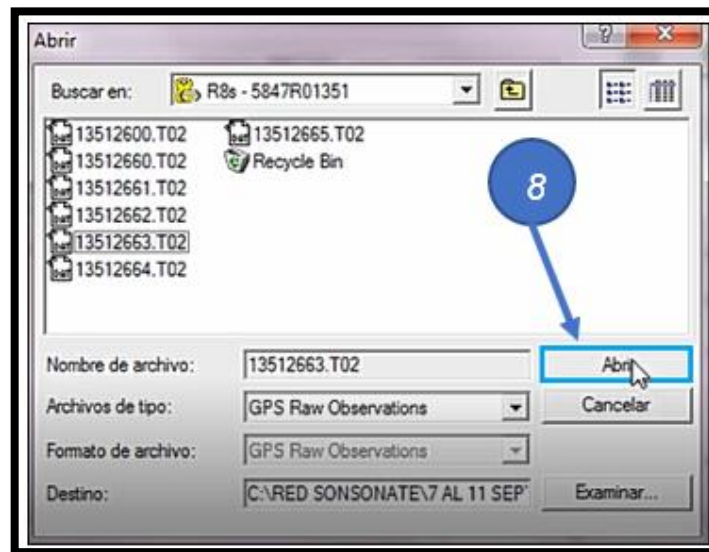 Abrir
Buscar en: R8s - 5847R01351
13512600.T02 13512665.T02
13512660.T02 Recycle Bin
13512661.T02
13512662.T02
13512663.T02
13512664.T02
8
Nombre de archivo: 13512663.T02 Abrir
Archivos de tipo: GPS Raw Observations Cancelar
Formato de archivo: GPS Raw Observations
Destino: C:\RED SONSONATE\7 AL 11 SEP Examinar...